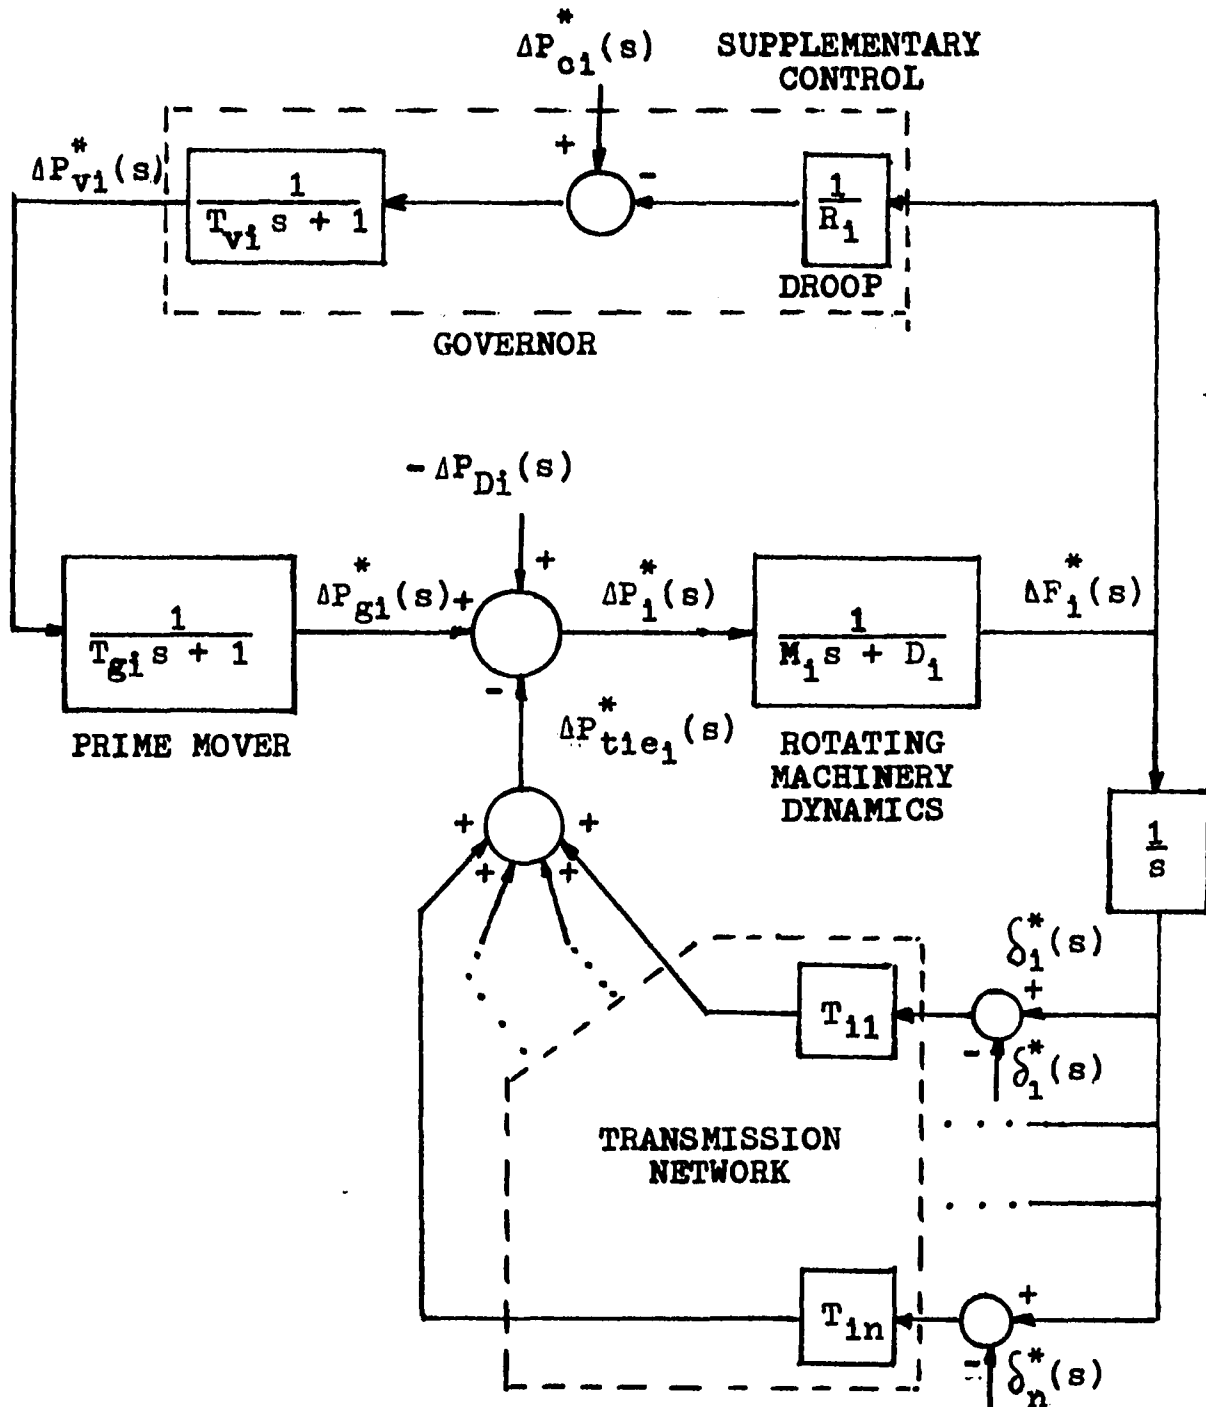 ΔP*ci(s)
SUPPLEMENTARY
CONTROL
ΔP*vi(s)
1
Tvi s + 1
+
-
1
Ri
DROOP
GOVERNOR
-ΔPDi(s)
+
1
Tgi s + 1
PRIME MOVER
ΔP*gi(s)
+
-
ΔP*i(s)
1
Mi s + Di
ROTATING
MACHINERY
DYNAMICS
ΔF*i(s)
ΔP*tiei(s)
+
+
+
+
1
s
δ*i(s)
+
Ti1
-
δ*1(s)
TRANSMISSION
NETWORK
. . .
. . .
Tin
+
-
δ*n(s)